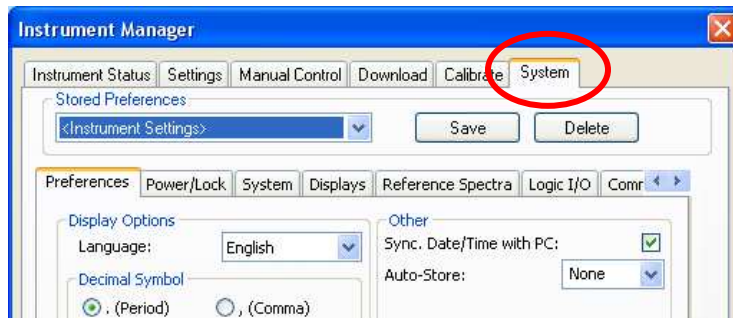 Instrument Manager
Instrument Status Settings Manual Control Download Calibrate System
Stored Preferences
<Instrument Settings> Save Delete
Preferences Power/Lock System Displays Reference Spectra Logic I/O Comr
Display Options
Language: English
Decimal Symbol
. (Period) , (Comma)
Other
Sync. Date/Time with PC:
Auto-Store: None